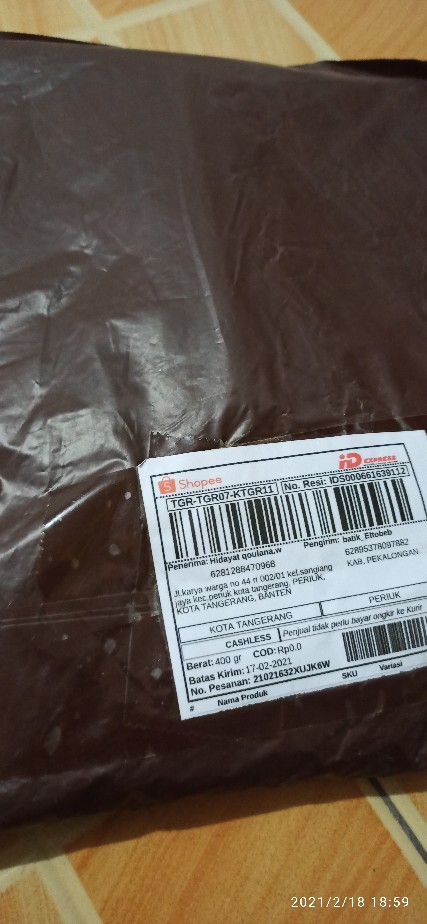 Shopee
iD EXPRESS
TGR-TGR07-KTGR11
No. Resi: IDS000661638112
Penerima: Hidayat qouliana.w
Pengirim: batik_Eltobeb
6281288470968
62895378097882
Jl.karya warga no 44 rt 002/01 kel.sangiang
KAB. PEKALONGAN
jaya kec.periuk kota tangerang, PERIUK,
KOTA TANGERANG, BANTEN
KOTA TANGERANG
PERIUK
CASHLESS
Penjual tidak perlu bayar ongkir ke Kurir
Berat: 400 gr
COD: Rp0.0
Batas Kirim: 17-02-2021
No. Pesanan: 21021632XUJK6W
# Nama Produk SKU Variasi
2021/2/18 18:59